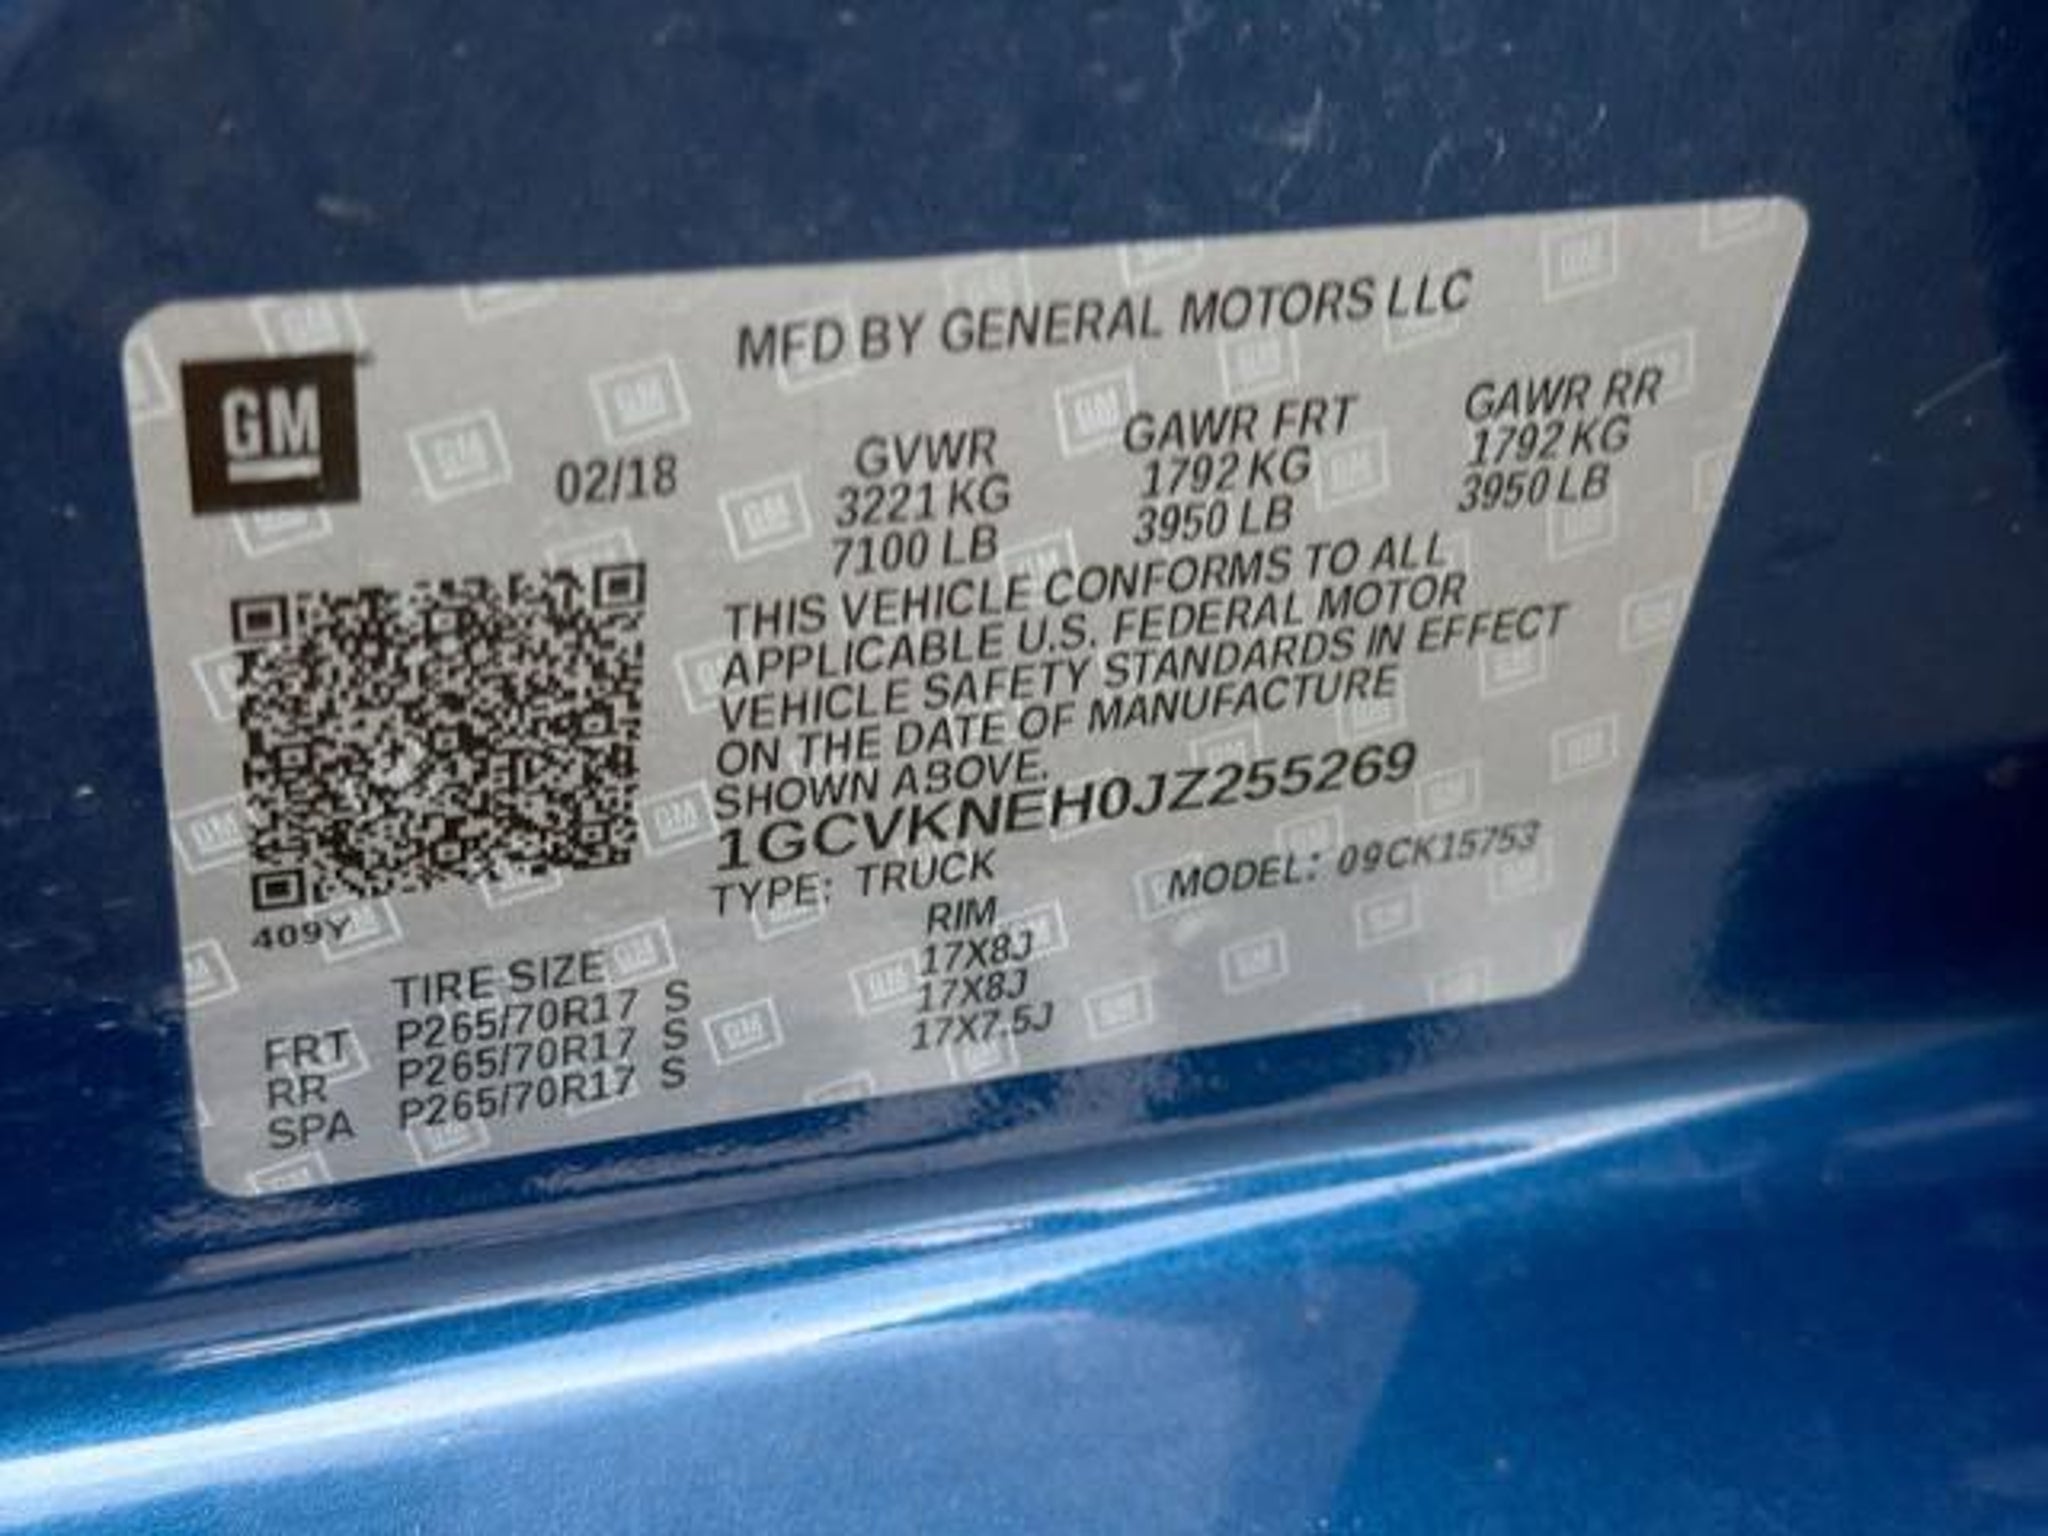 MFD BY GENERAL MOTORS LLC
GM
02/18
GVWR
3221 KG
7100 LB
GAWR FRT
1792 KG
3950 LB
GAWR RR
1792 KG
3950 LB
THIS VEHICLE CONFORMS TO ALL
APPLICABLE U.S. FEDERAL MOTOR
VEHICLE SAFETY STANDARDS IN EFFECT
ON THE DATE OF MANUFACTURE
SHOWN ABOVE.
1GCVKNEH0JZ255269
TYPE: TRUCK
MODEL: 09CK15753
409Y
TIRE SIZE RIM
FRT P265/70R17 S 17X8J
RR P265/70R17 S 17X8J
SPA P265/70R17 S 17X7.5J